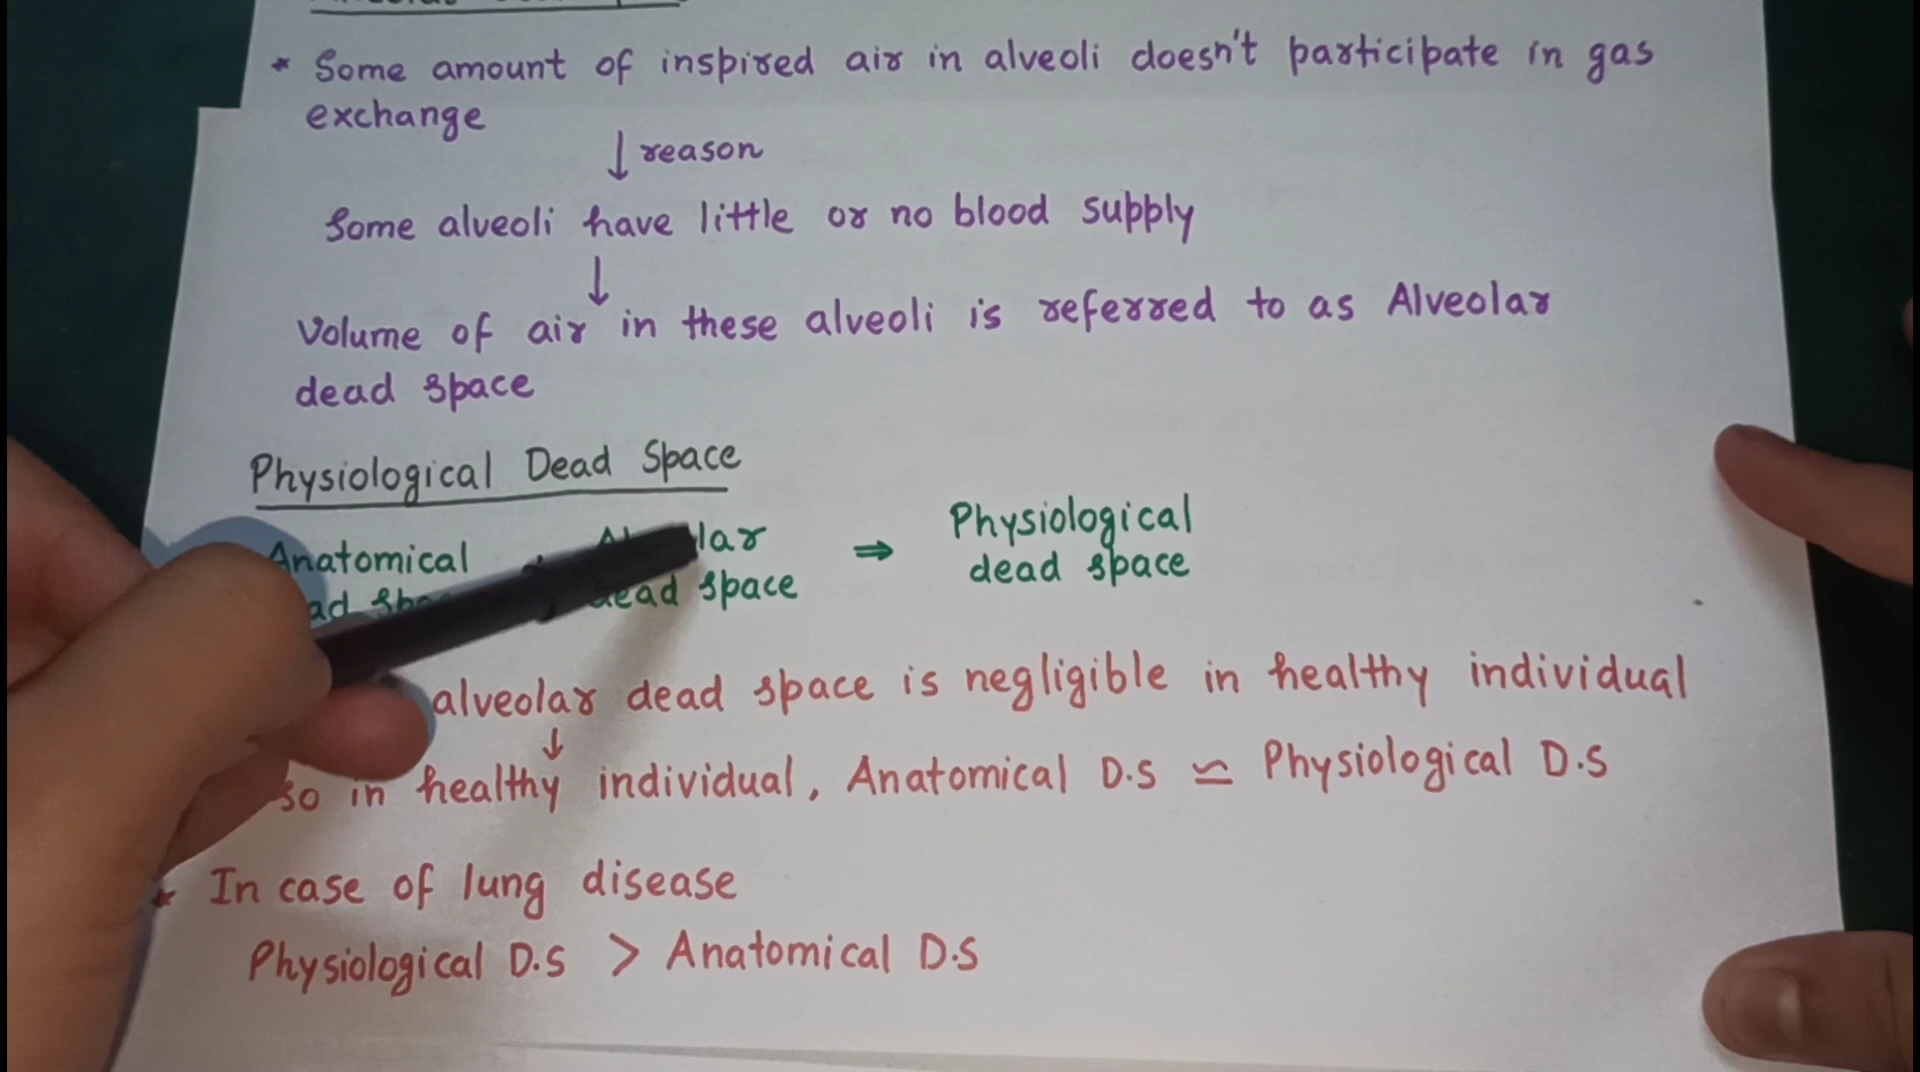 * Some amount of inspired air in alveoli doesn't participate in gas
exchange
↓ reason
Some alveoli have little or no blood supply
↓
Volume of air in these alveoli is referred to as Alveolar
dead space
Physiological Dead Space
Anatomical ⇒ Physiological
space dead space
alveolar dead space is negligible in healthy individual
↓
so in healthy individual, Anatomical D.S ≃ Physiological D.S
* In case of lung disease
Physiological D.S > Anatomical D.S